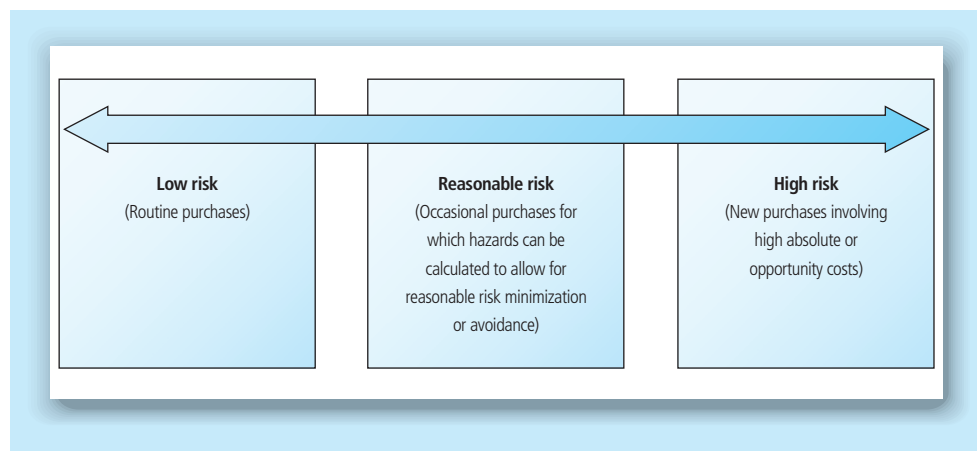 Low risk
(Routine purchases)
Reasonable risk
(Occasional purchases for
which hazards can be
calculated to allow for
reasonable risk minimization
or avoidance)
High risk
(New purchases involving
high absolute or
opportunity costs)